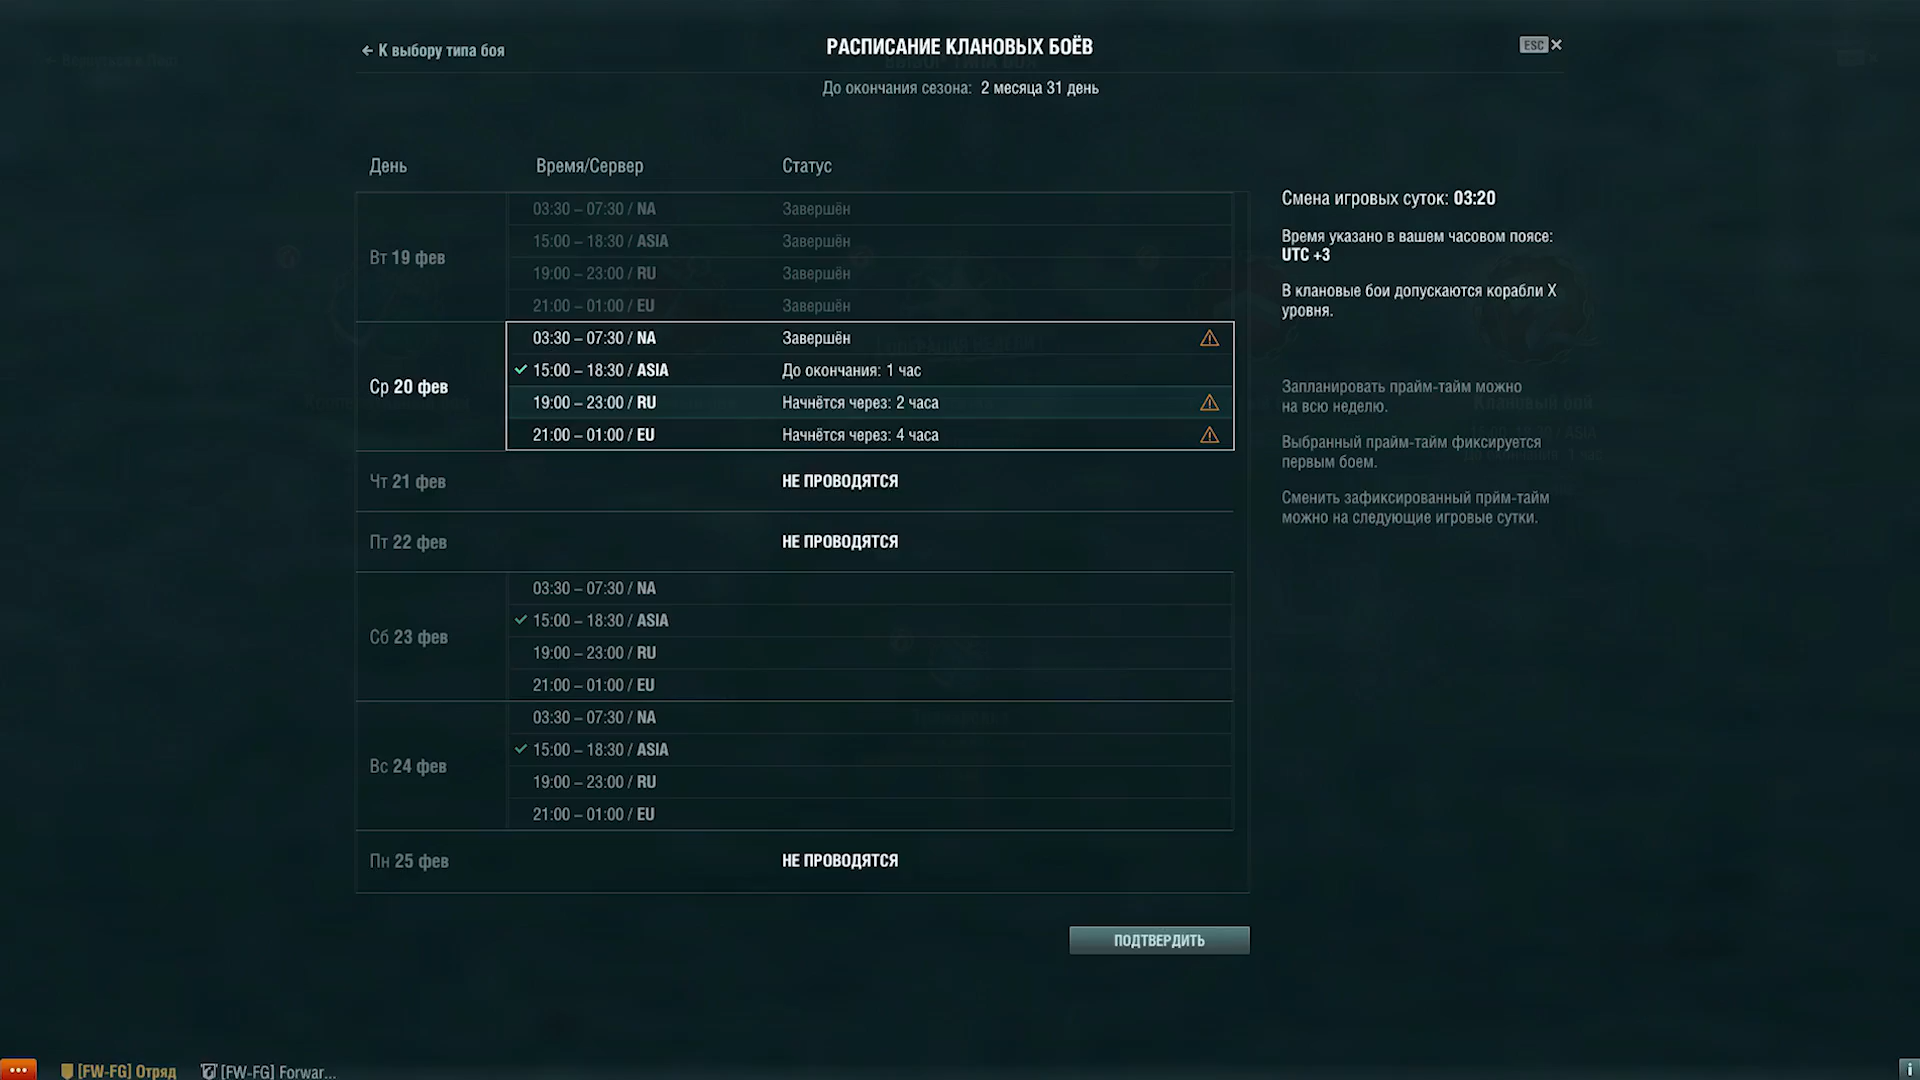 ← К выбору типа боя
РАСПИСАНИЕ КЛАНОВЫХ БОЁВ
ESC ×
До окончания сезона: 2 месяца 31 день
День Время/Сервер Статус
Вт 19 фев
03:30 – 07:30 / NA Завершён
15:00 – 18:30 / ASIA Завершён
19:00 – 23:00 / RU Завершён
21:00 – 01:00 / EU Завершён
Ср 20 фев
03:30 – 07:30 / NA Завершён
15:00 – 18:30 / ASIA До окончания: 1 час
19:00 – 23:00 / RU Начнётся через: 2 часа
21:00 – 01:00 / EU Начнётся через: 4 часа
Чт 21 фев НЕ ПРОВОДЯТСЯ
Пт 22 фев НЕ ПРОВОДЯТСЯ
Сб 23 фев
03:30 – 07:30 / NA
15:00 – 18:30 / ASIA
19:00 – 23:00 / RU
21:00 – 01:00 / EU
Вс 24 фев
03:30 – 07:30 / NA
15:00 – 18:30 / ASIA
19:00 – 23:00 / RU
21:00 – 01:00 / EU
Пн 25 фев НЕ ПРОВОДЯТСЯ
Смена игровых суток: 03:20
Время указано в вашем часовом поясе:
UTC +3
В клановые бои допускаются корабли X
уровня.
Запланировать прайм-тайм можно
на всю неделю.
Выбранный прайм-тайм фиксируется
первым боем.
Сменить зафиксированный прйм-тайм
можно на следующие игровые сутки.
Клановый бой
ПОДТВЕРДИТЬ
[FW-FG] Отряд [FW-FG] Forwar...